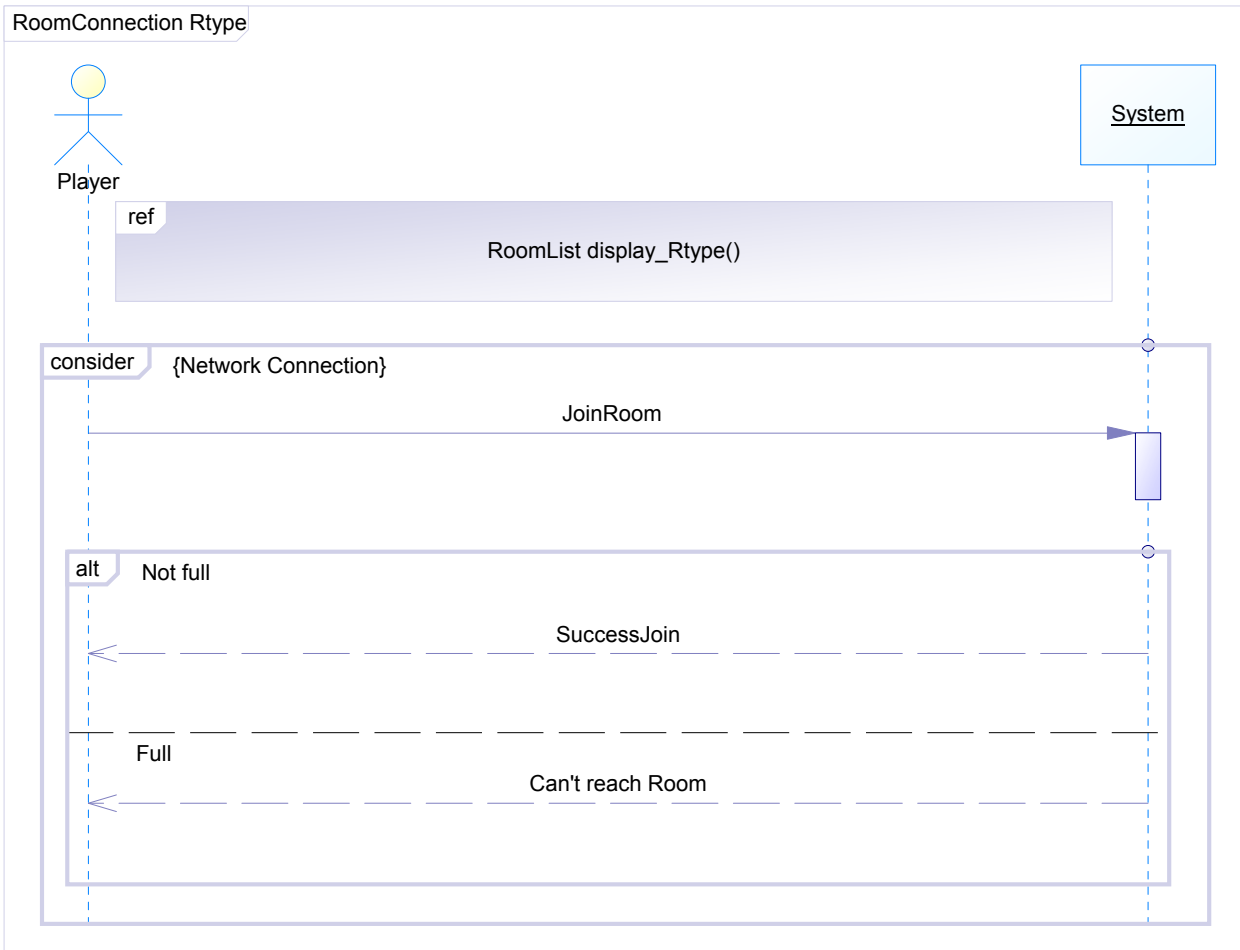 RoomConnection Rtype
System
Player
ref
RoomList display_Rtype()
consider
{Network Connection}
JoinRoom
alt
Not full
SuccessJoin
Full
Can't reach Room